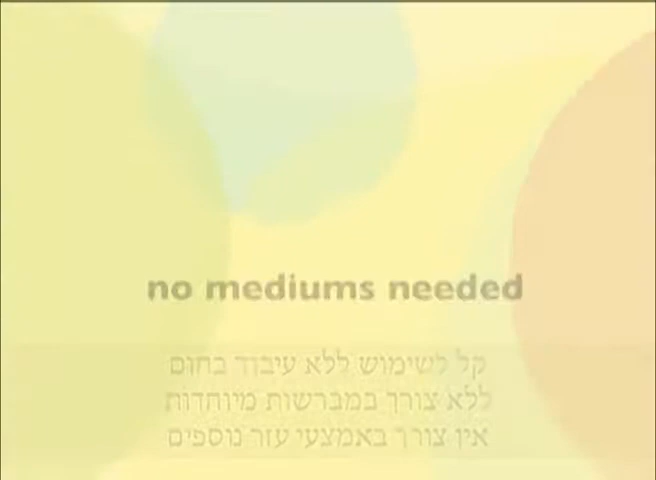 no mediums needed
קל לשימוש ללא עיבוד בחום
ללא צורך במברשות מיוחדות
אין צורך באמצעי עזר נוספים